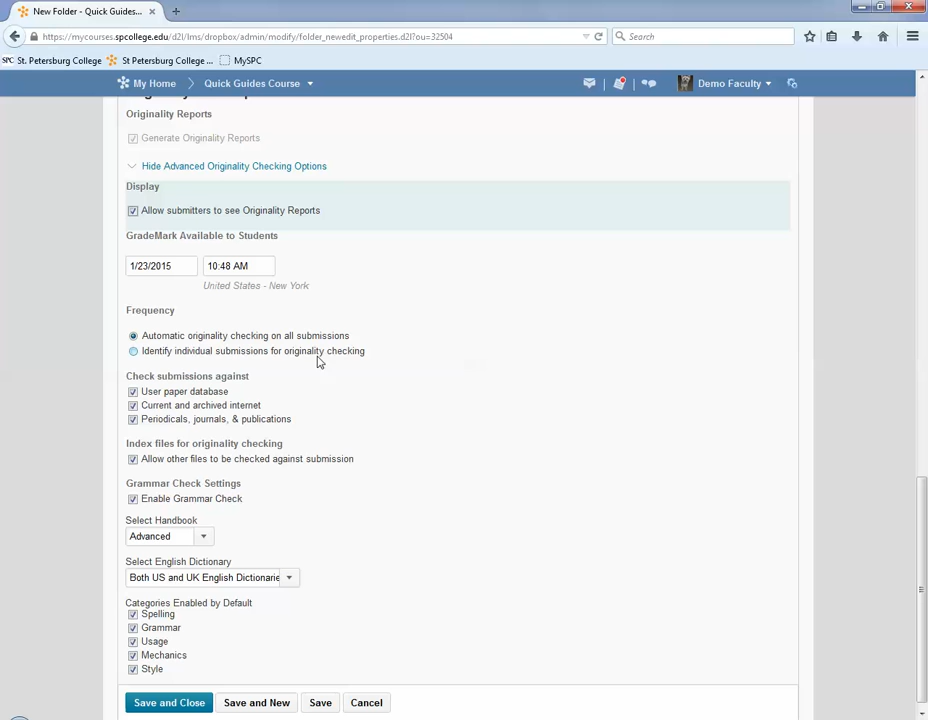 New Folder - Quick Guides...
https://mycourses.spcollege.edu/d2l/lms/dropbox/admin/modify/folder_newedit_properties.d2l?ou=32504
Search
SPC St. Petersburg College
St Petersburg College ...
MySPC
My Home
Quick Guides Course
Demo Faculty
Originality Reports
Generate Originality Reports
Hide Advanced Originality Checking Options
Display
Allow submitters to see Originality Reports
GradeMark Available to Students
1/23/2015
10:48 AM
United States - New York
Frequency
Automatic originality checking on all submissions
Identify individual submissions for originality checking
Check submissions against
User paper database
Current and archived internet
Periodicals, journals, & publications
Index files for originality checking
Allow other files to be checked against submission
Grammar Check Settings
Enable Grammar Check
Select Handbook
Advanced
Select English Dictionary
Both US and UK English Dictionarie
Categories Enabled by Default
Spelling
Grammar
Usage
Mechanics
Style
Save and Close
Save and New
Save
Cancel